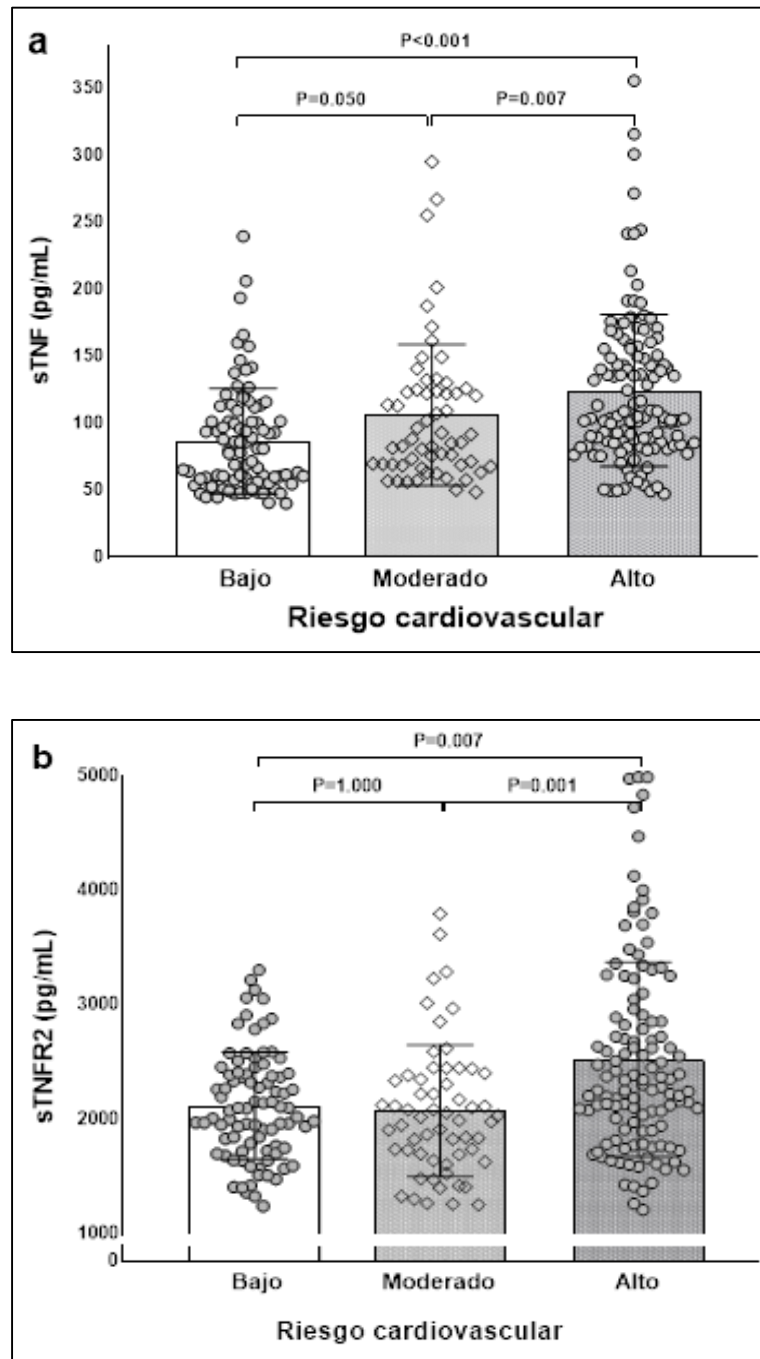 a
P<0.001
P=0.050 P=0.007
350
300
250
200
150
100
50
0
sTNF (pg/mL)
Bajo Moderado Alto
Riesgo cardiovascular
b
P=0.007
P=1.000 P=0.001
5000
4000
3000
2000
1000
0
sTNFR2 (pg/mL)
Bajo Moderado Alto
Riesgo cardiovascular